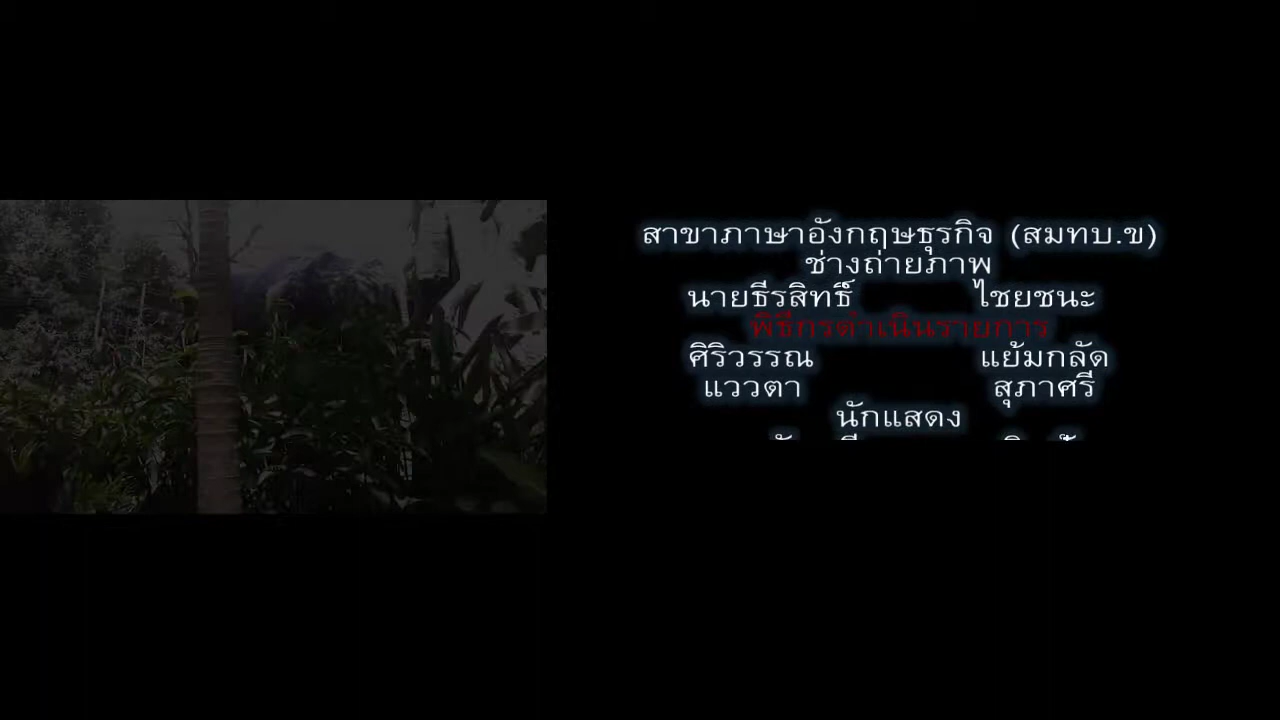 สาขาภาษาอังกฤษธุรกิจ (สมทบ.ข)
ช่างถ่ายภาพ
นายธีรสิทธิ์ ไชยชนะ
พิธีกรดำเนินรายการ
ศิริวรรณ แย้มกลัด
แววตา สุภาศรี
นักแสดง